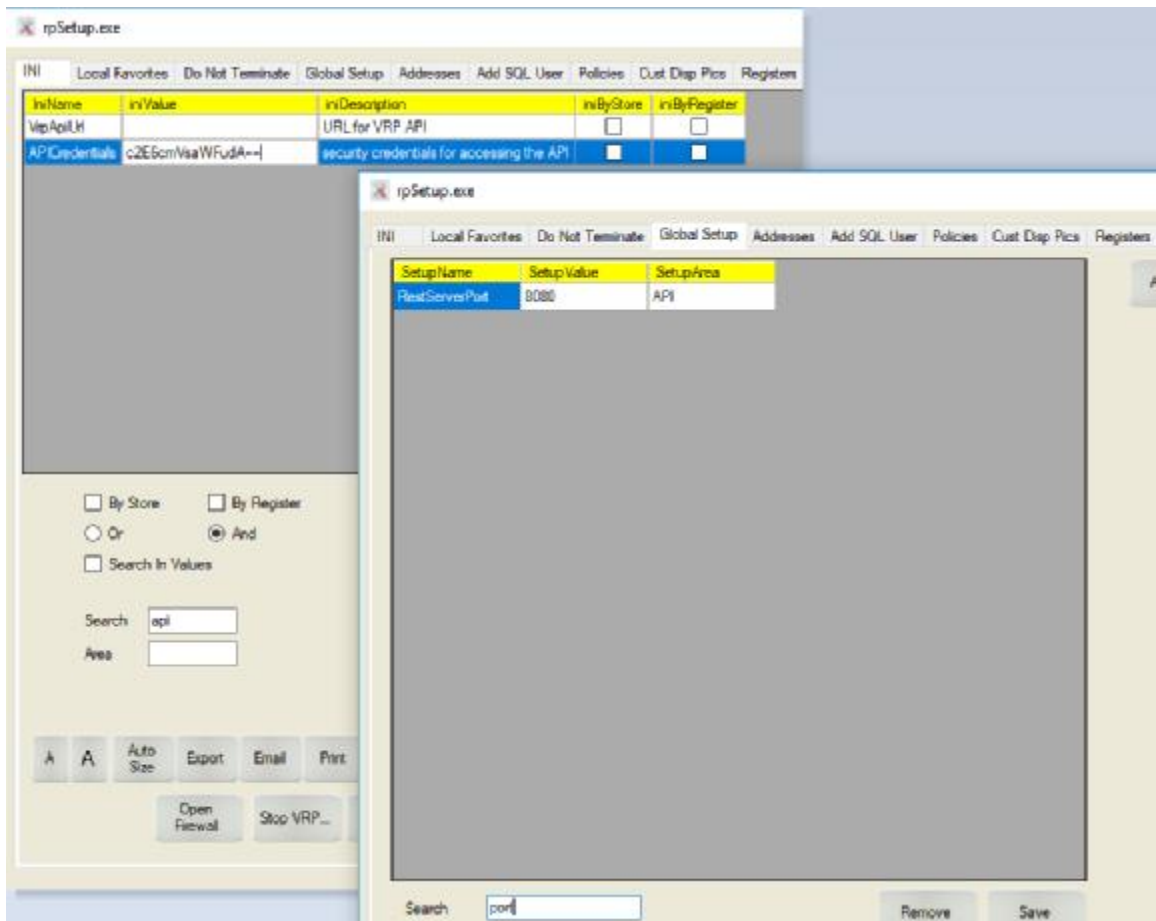 rpSetup.exe
INI Local Favorites Do Not Terminate Global Setup Addresses Add SQL User Policies Cust Disp Pics Registers
IniName iniValue iniDescription iniByStore iniByRegister
VrpApiUrl URL for VRP API
APICredentials security credentials for accessing the API
By Store By Register
Or And
Search In Values
Search api
Area
A A Auto Size Export Email Print
Open Firewall Stop VRP...
rpSetup.exe
INI Local Favorites Do Not Terminate Global Setup Addresses Add SQL User Policies Cust Disp Pics Registers
SetupName SetupValue SetupArea
RestServerPort 8080 API
A
Search port Remove Save